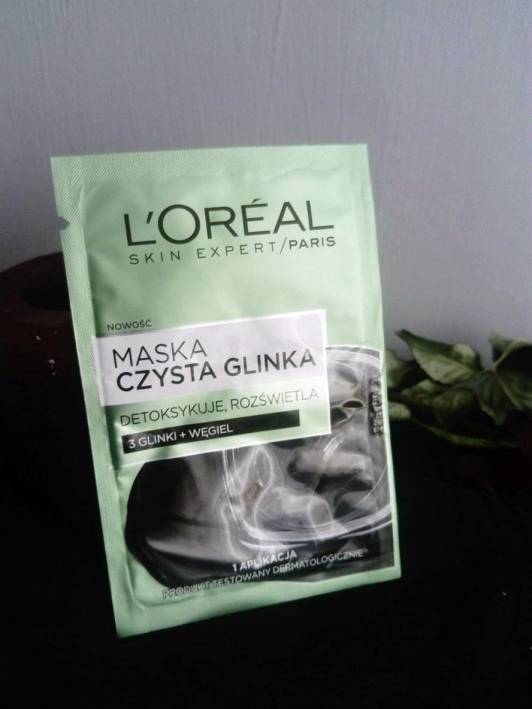 L'ORÉAL
SKIN EXPERT/PARIS
NOWOŚĆ
MASKA
CZYSTA GLINKA
DETOKSYKUJE, ROZŚWIETLA
3 GLINKI + WĘGIEL
1 APLIKACJA
PRODUKT TESTOWANY DERMATOLOGICZNIE